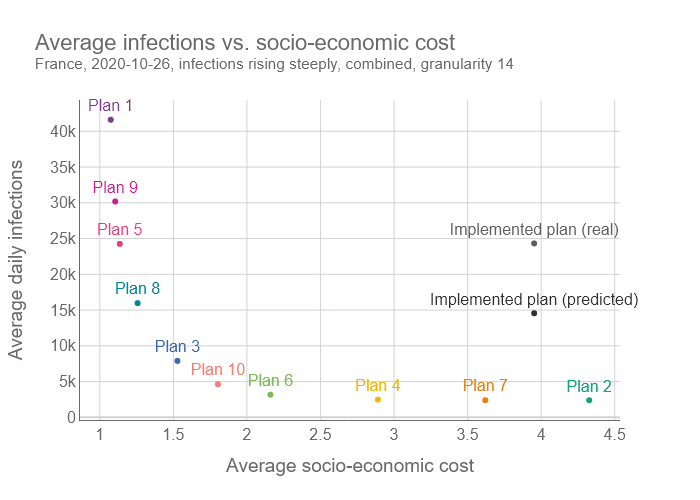 Average infections vs. socio-economic cost
France, 2020-10-26, infections rising steeply, combined, granularity 14
Average daily infections
40k
35k
30k
25k
20k
15k
10k
5k
0
Plan 1
Plan 9
Plan 5
Implemented plan (real)
Plan 8
Implemented plan (predicted)
Plan 3
Plan 10
Plan 6
Plan 4
Plan 7
Plan 2
1
1.5
2
2.5
3
3.5
4
4.5
Average socio-economic cost